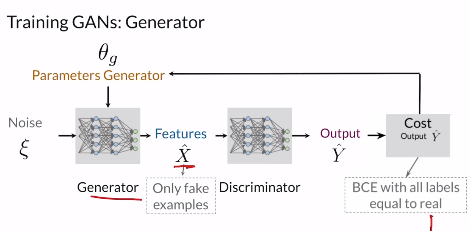 Training GANs: Generator
θg
Parameters Generator
Noise
ξ
Features
X̂
Output
Ŷ
Cost
Output Ŷ
Generator
Only fake
examples
Discriminator
BCE with all labels
equal to real